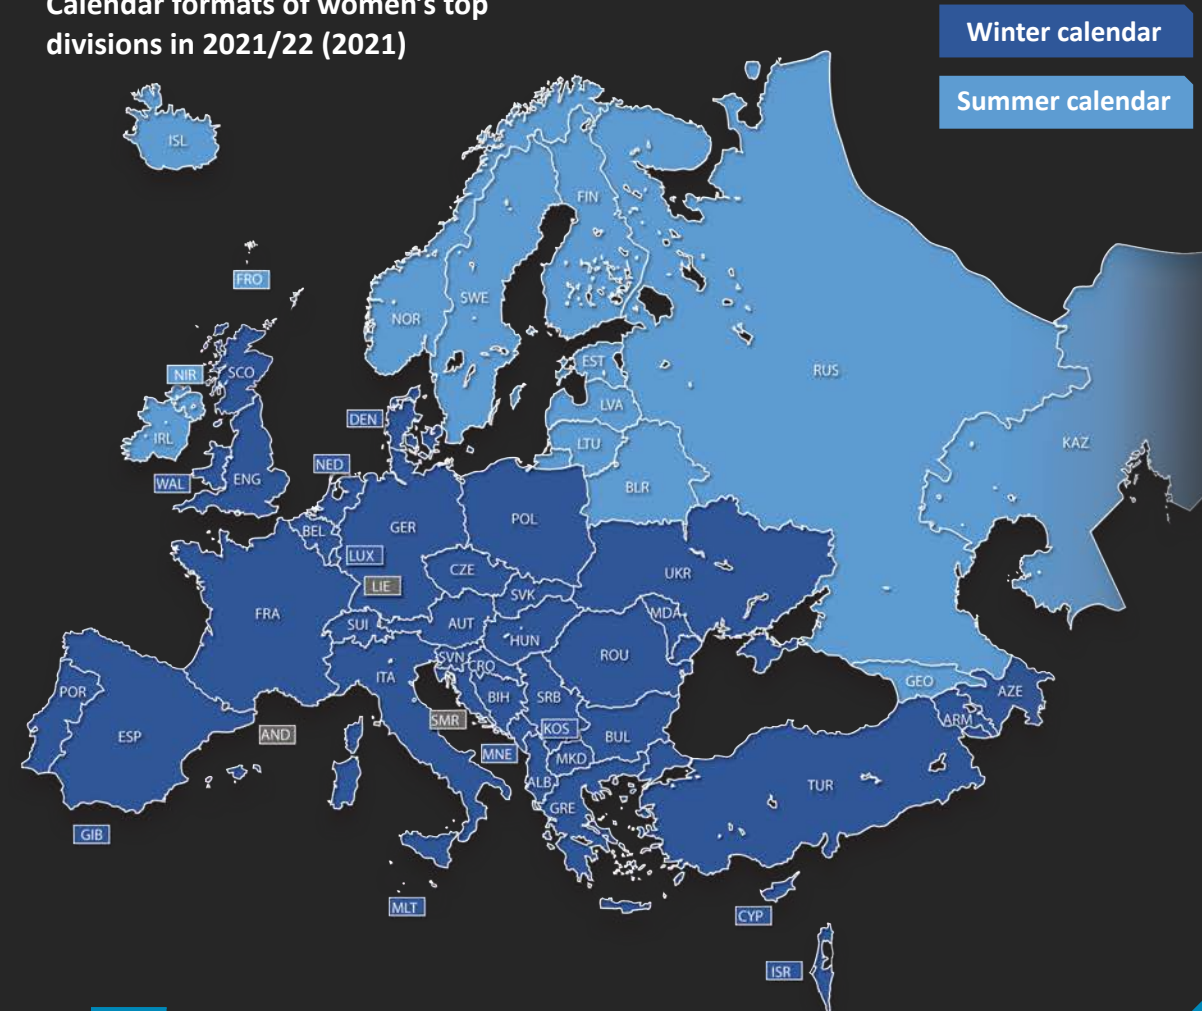 Calendar formats of women's top
divisions in 2021/22 (2021)
Winter calendar
Summer calendar
ISL
FIN
FRO
SWE
NOR
EST
RUS
SCO
NIR
LVA
DEN
IRL
LTU
KAZ
NED
WAL
ENG
BLR
POL
GER
BEL
LUX
CZE
UKR
LIE
SVK
FRA
MDA
SUI
AUT
HUN
ROU
SVN
CRO
ITA
GEO
POR
BIH
SRB
AZE
SMR
ARM
ESP
AND
KOS
BUL
MNE
MKD
ALB
TUR
GRE
GIB
MLT
CYP
ISR